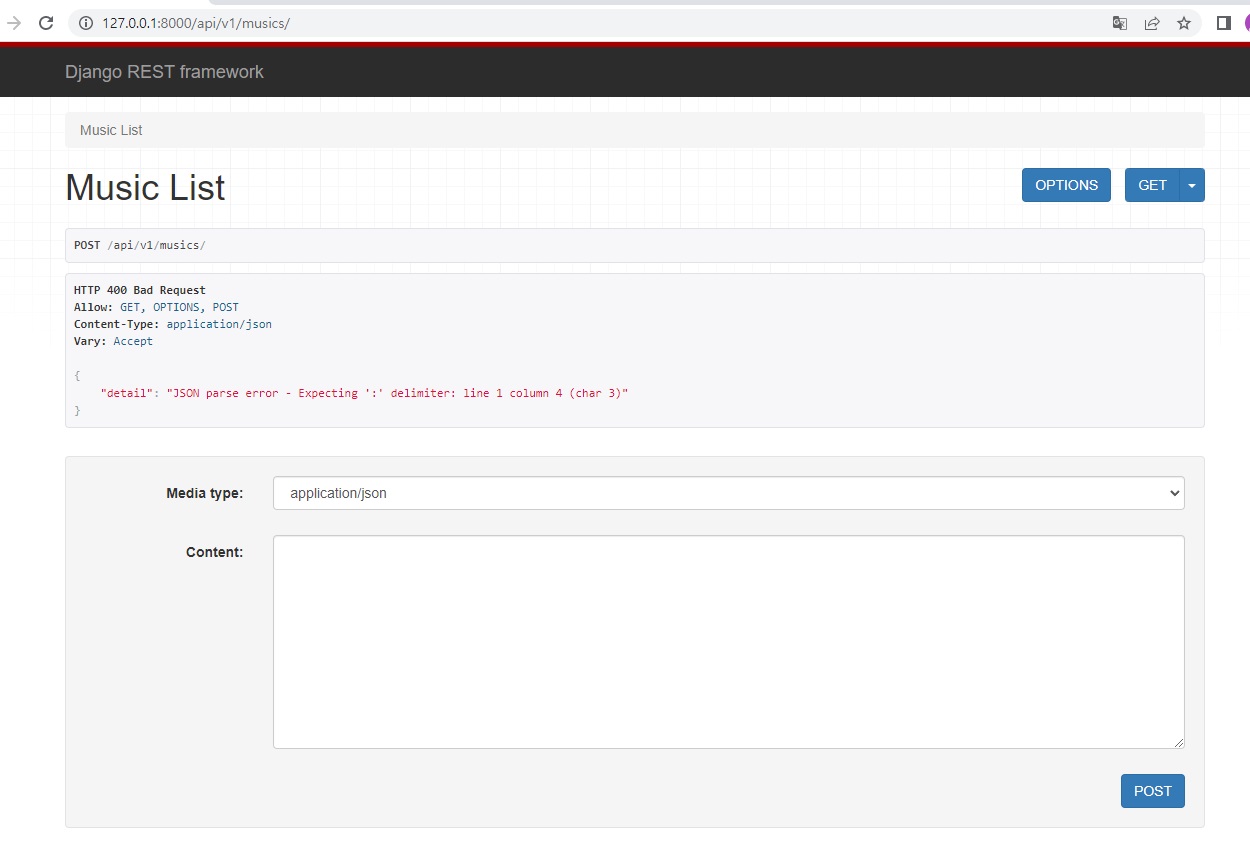 127.0.0.1:8000/api/v1/musics/
Django REST framework
Music List
Music List
OPTIONS
GET
POST /api/v1/musics/
HTTP 400 Bad Request
Allow: GET, OPTIONS, POST
Content-Type: application/json
Vary: Accept
{
"detail": "JSON parse error - Expecting ':' delimiter: line 1 column 4 (char 3)"
}
Media type:
application/json
Content:
POST